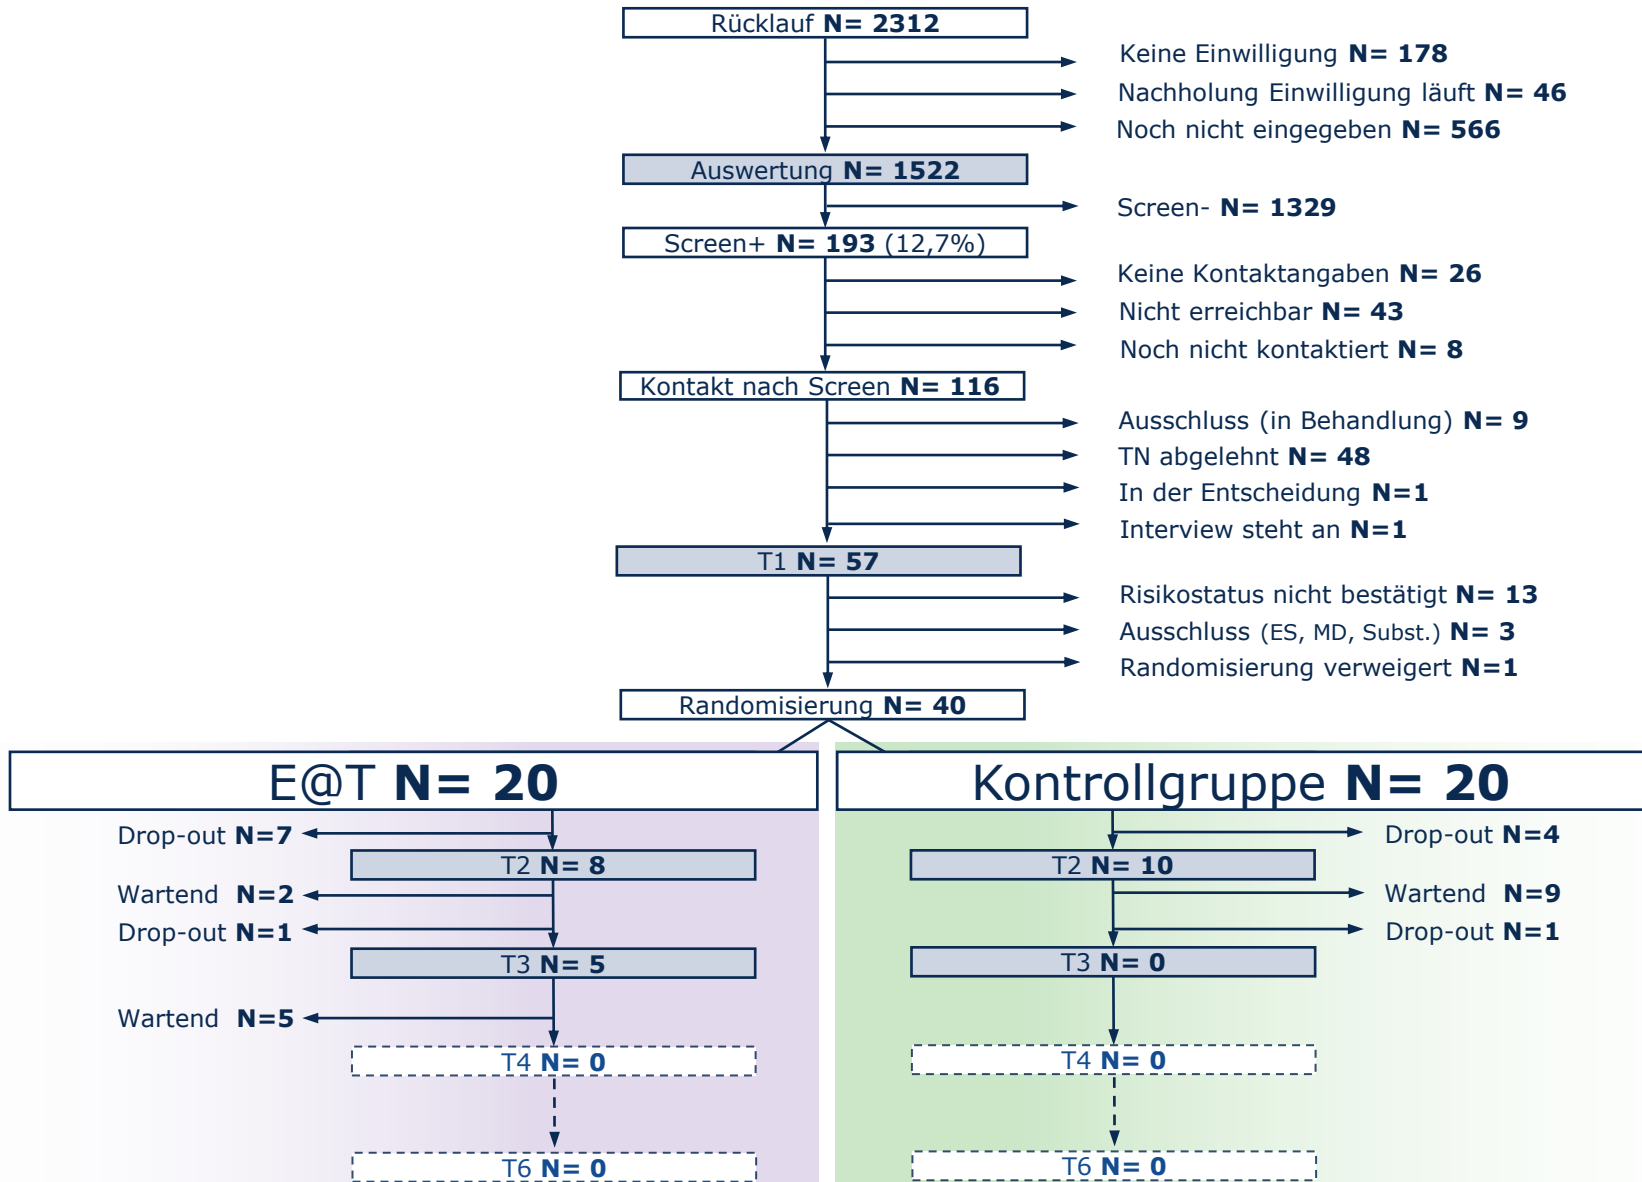 Rücklauf N= 2312
Keine Einwilligung N= 178
Nachholung Einwilligung läuft N= 46
Noch nicht eingegeben N= 566
Auswertung N= 1522
Screen- N= 1329
Screen+ N= 193 (12,7%)
Keine Kontaktangaben N= 26
Nicht erreichbar N= 43
Noch nicht kontaktiert N= 8
Kontakt nach Screen N= 116
Ausschluss (in Behandlung) N= 9
TN abgelehnt N= 48
In der Entscheidung N=1
Interview steht an N=1
T1 N= 57
Risikostatus nicht bestätigt N= 13
Ausschluss (ES, MD, Subst.) N= 3
Randomisierung verweigert N=1
Randomisierung N= 40
E@T N= 20
Drop-out N=7
T2 N= 8
Wartend N=2
Drop-out N=1
T3 N= 5
Wartend N=5
T4 N= 0
T6 N= 0
Kontrollgruppe N= 20
Drop-out N=4
T2 N= 10
Wartend N=9
Drop-out N=1
T3 N= 0
T4 N= 0
T6 N= 0